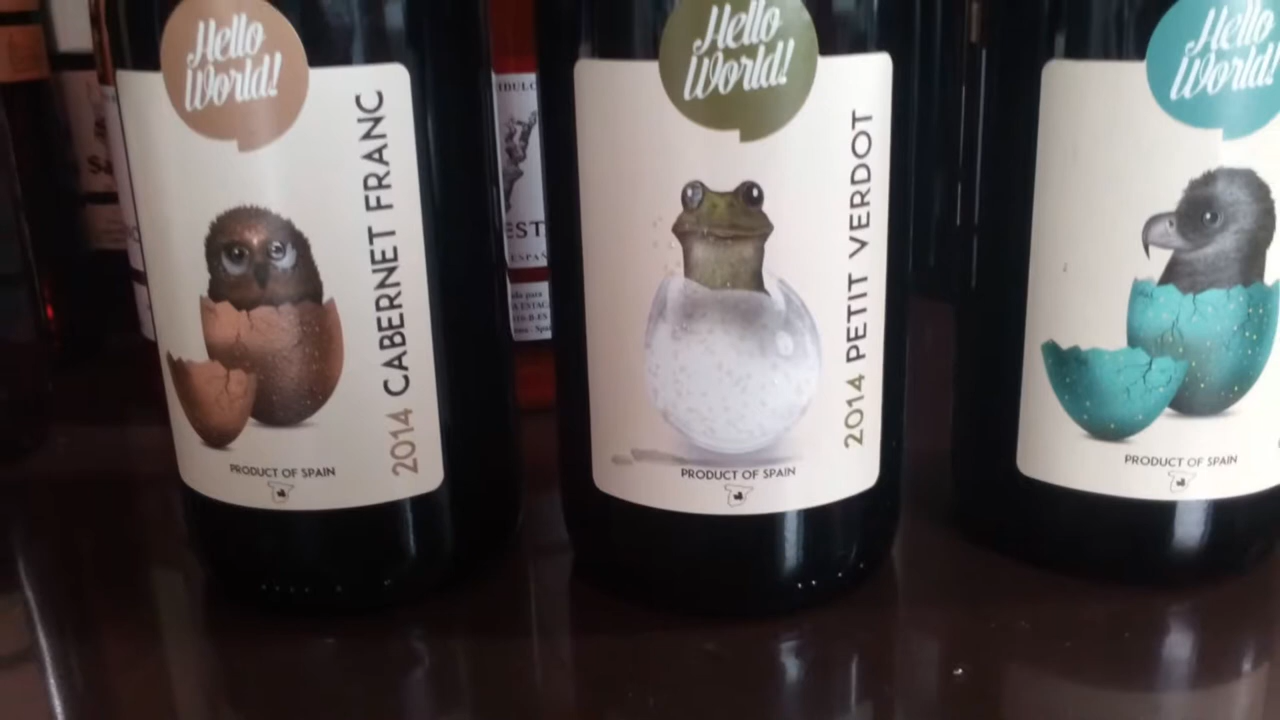 Hello
World!
2014 CABERNET FRANC
PRODUCT OF SPAIN
Hello
World!
2014 PETIT VERDOT
PRODUCT OF SPAIN
Hello
World!
PRODUCT OF SPAIN